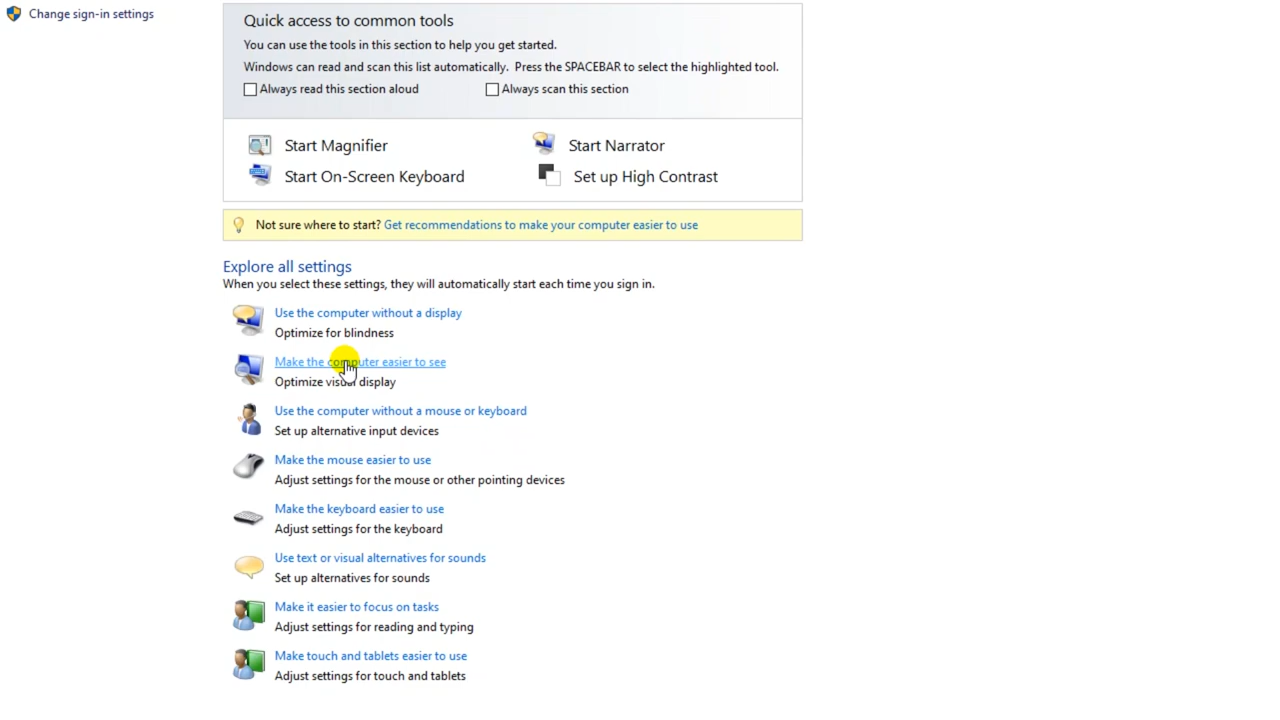 Change sign-in settings
Quick access to common tools
You can use the tools in this section to help you get started.
Windows can read and scan this list automatically.  Press the SPACEBAR to select the highlighted tool.
Always read this section aloud
Always scan this section
Start Magnifier
Start Narrator
Start On-Screen Keyboard
Set up High Contrast
Not sure where to start? Get recommendations to make your computer easier to use
Explore all settings
When you select these settings, they will automatically start each time you sign in.
Use the computer without a display
Optimize for blindness
Make the computer easier to see
Optimize visual display
Use the computer without a mouse or keyboard
Set up alternative input devices
Make the mouse easier to use
Adjust settings for the mouse or other pointing devices
Make the keyboard easier to use
Adjust settings for the keyboard
Use text or visual alternatives for sounds
Set up alternatives for sounds
Make it easier to focus on tasks
Adjust settings for reading and typing
Make touch and tablets easier to use
Adjust settings for touch and tablets